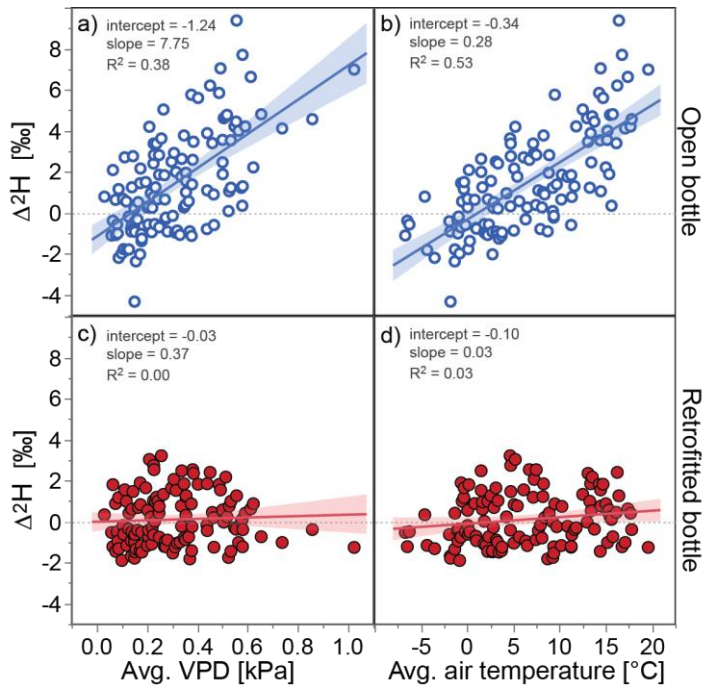 a)
intercept = -1.24
slope = 7.75
R² = 0.38
b)
intercept = -0.34
slope = 0.28
R² = 0.53
8
6
4
2
0
-2
-4
Δ²H [‰]
Open bottle
c)
intercept = -0.03
slope = 0.37
R² = 0.00
d)
intercept = -0.10
slope = 0.03
R² = 0.03
8
6
4
2
0
-2
-4
Δ²H [‰]
Retrofitted bottle
0.0 0.2 0.4 0.6 0.8 1.0
-5 0 5 10 15 20
Avg. VPD [kPa]
Avg. air temperature [°C]